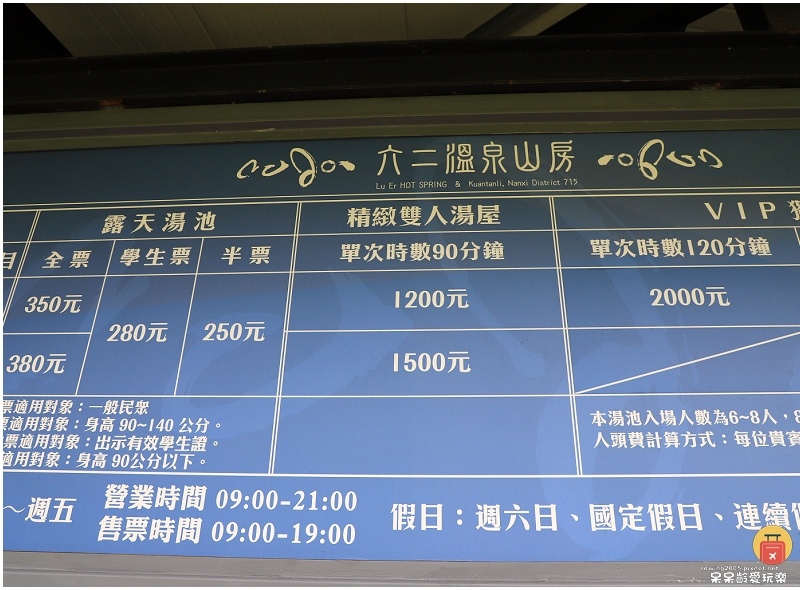 六二溫泉山房
Lu Er HOT SPRING & Kuantanli, Nanxi District 715
露天湯池 精緻雙人湯屋 VIP
目 全票 學生票 半票 單次時數90分鐘 單次時數120分鐘
350元 280元 250元 1200元 2000元
380元 1500元
票適用對象：一般民眾
票適用對象：身高 90~140 公分。
票適用對象：出示有效學生證。
適用對象：身高 90公分以下。
本湯池入場人數為6~8人，
人頭費計算方式：每位貴賓
～週五 營業時間 09:00-21:00
售票時間 09:00-19:00
假日：週六日、國定假日、連續
呆呆齡愛玩樂